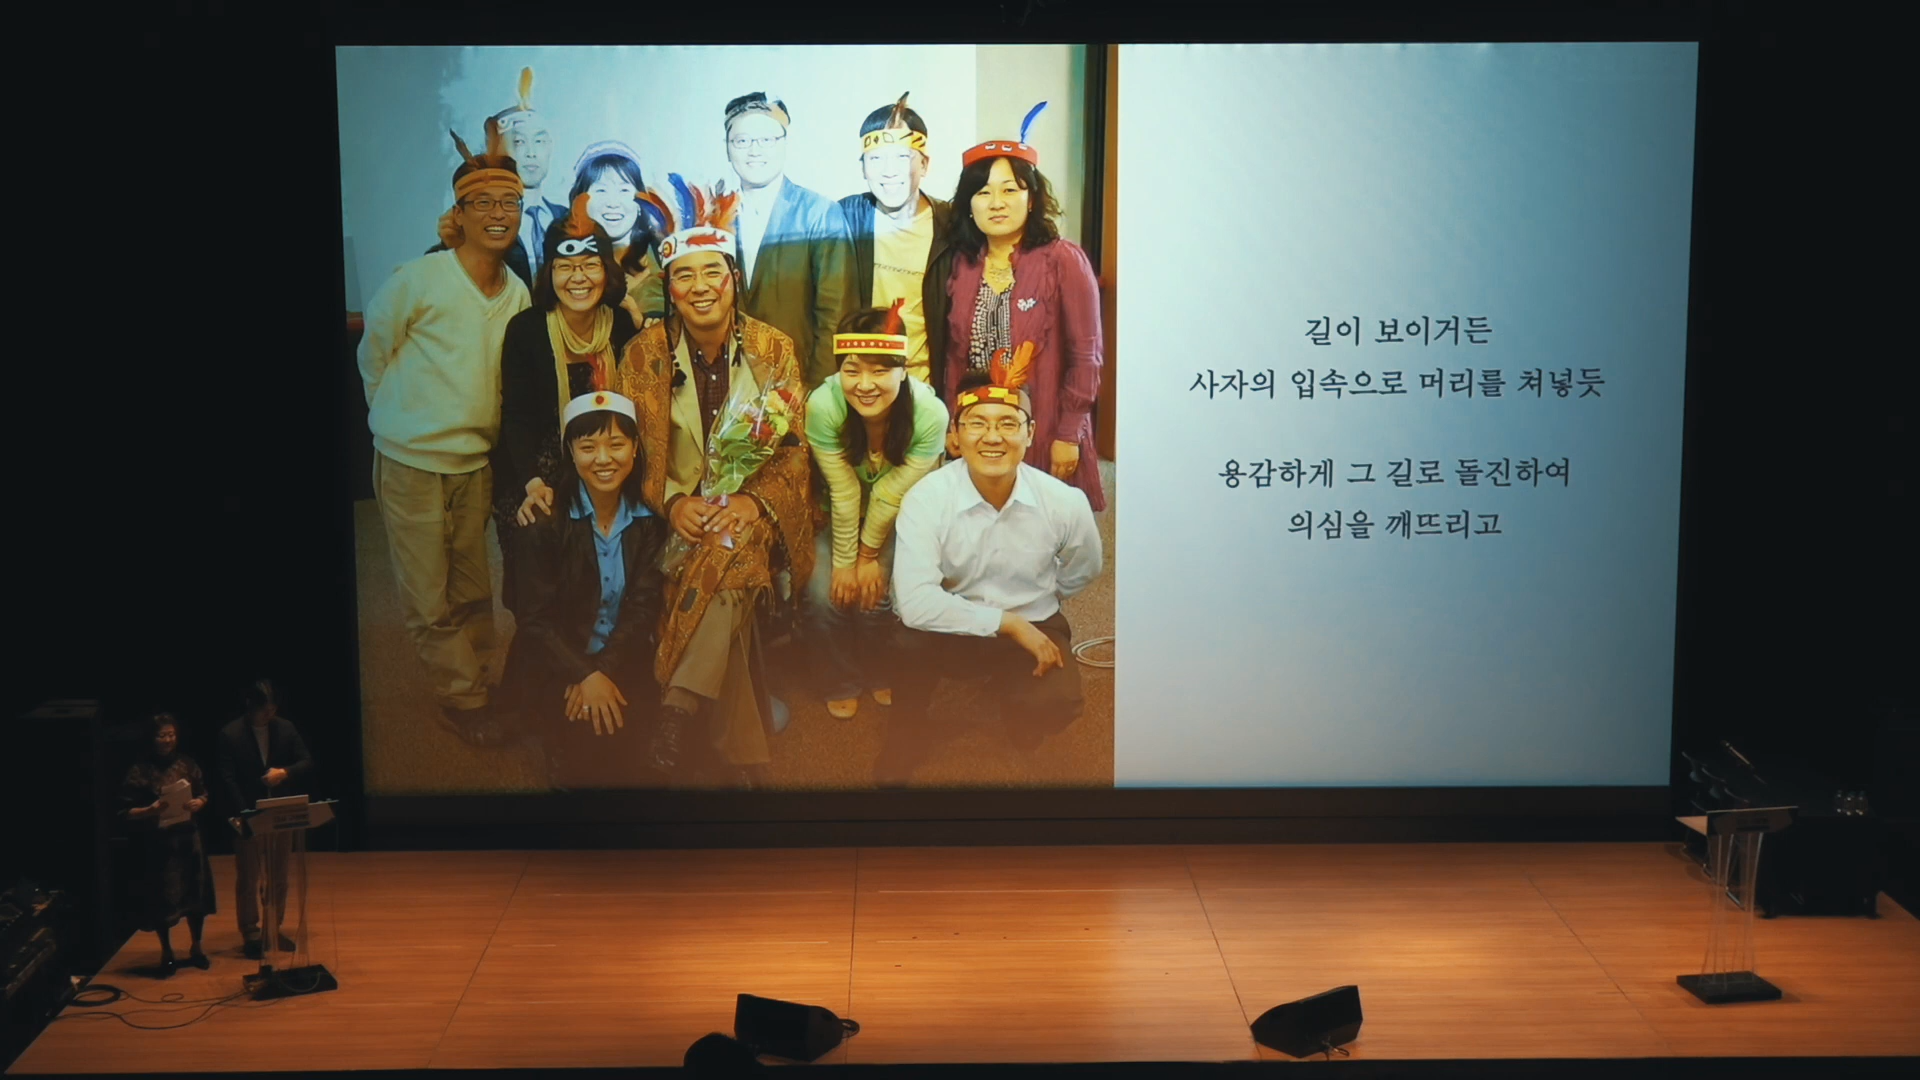 길이 보이거든
사자의 입속으로 머리를 쳐넣듯
용감하게 그 길로 돌진하여
의심을 깨뜨리고